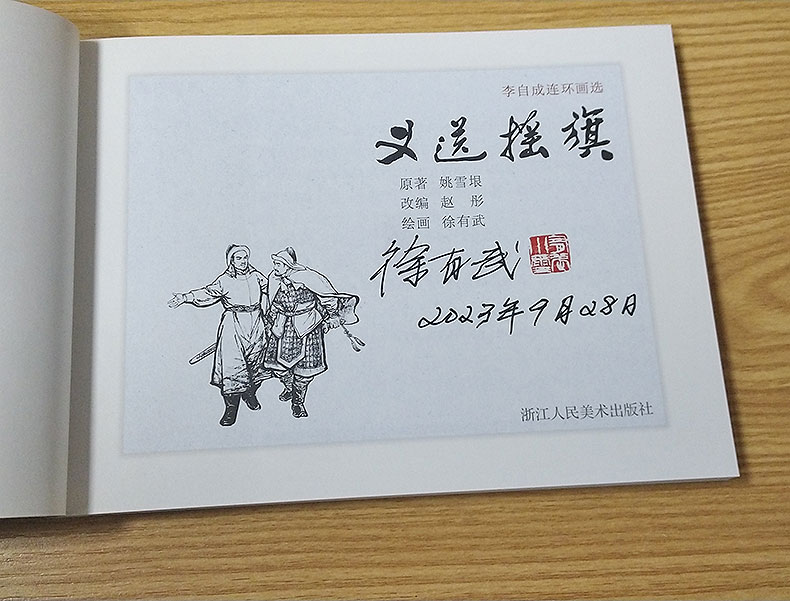 李自成连环画选
义送摇旗
原著 姚雪垠
改编 赵彤
绘画 徐有武
徐有武
2023年9月28日
浙江人民美术出版社